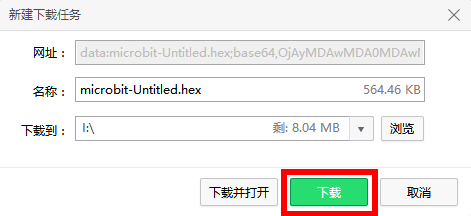 新建下载任务
网址： data:microbit-Untitled.hex;base64,OjAyMDAwMDA0MDAwI
名称： microbit-Untitled.hex 564.46 KB
下载到： I:\ 剩: 8.04 MB 浏览
下载并打开 下载 取消